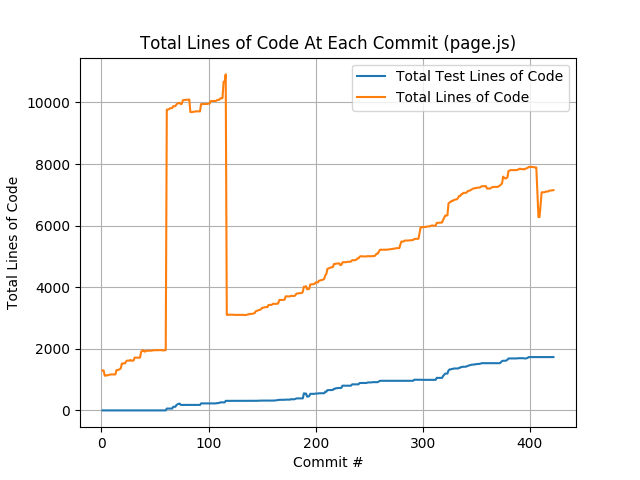 Total Lines of Code At Each Commit (page.js)
Total Test Lines of Code
Total Lines of Code
Total Lines of Code
10000
8000
6000
4000
2000
0
0 100 200 300 400
Commit #